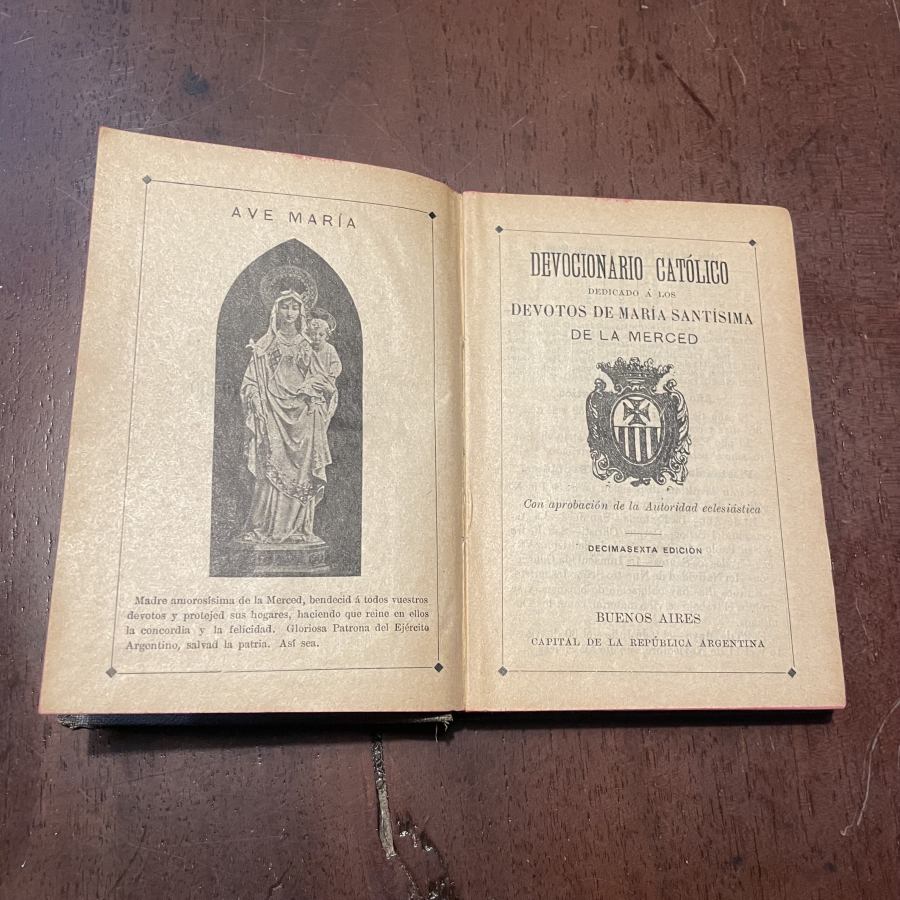 AVE MARÍA
Madre amorosísima de la Merced, bendecid á todos vuestros
devotos y protejed sus hogares, haciendo que reine en ellos
la concordia y la felicidad. Gloriosa Patrona del Ejército
Argentino, salvad la patria. Así sea.
DEVOCIONARIO CATÓLICO
DEDICADO Á LOS
DEVOTOS DE MARÍA SANTÍSIMA
DE LA MERCED
Con aprobación de la Autoridad eclesiástica
DECIMASEXTA EDICIÓN
BUENOS AIRES
CAPITAL DE LA REPÚBLICA ARGENTINA